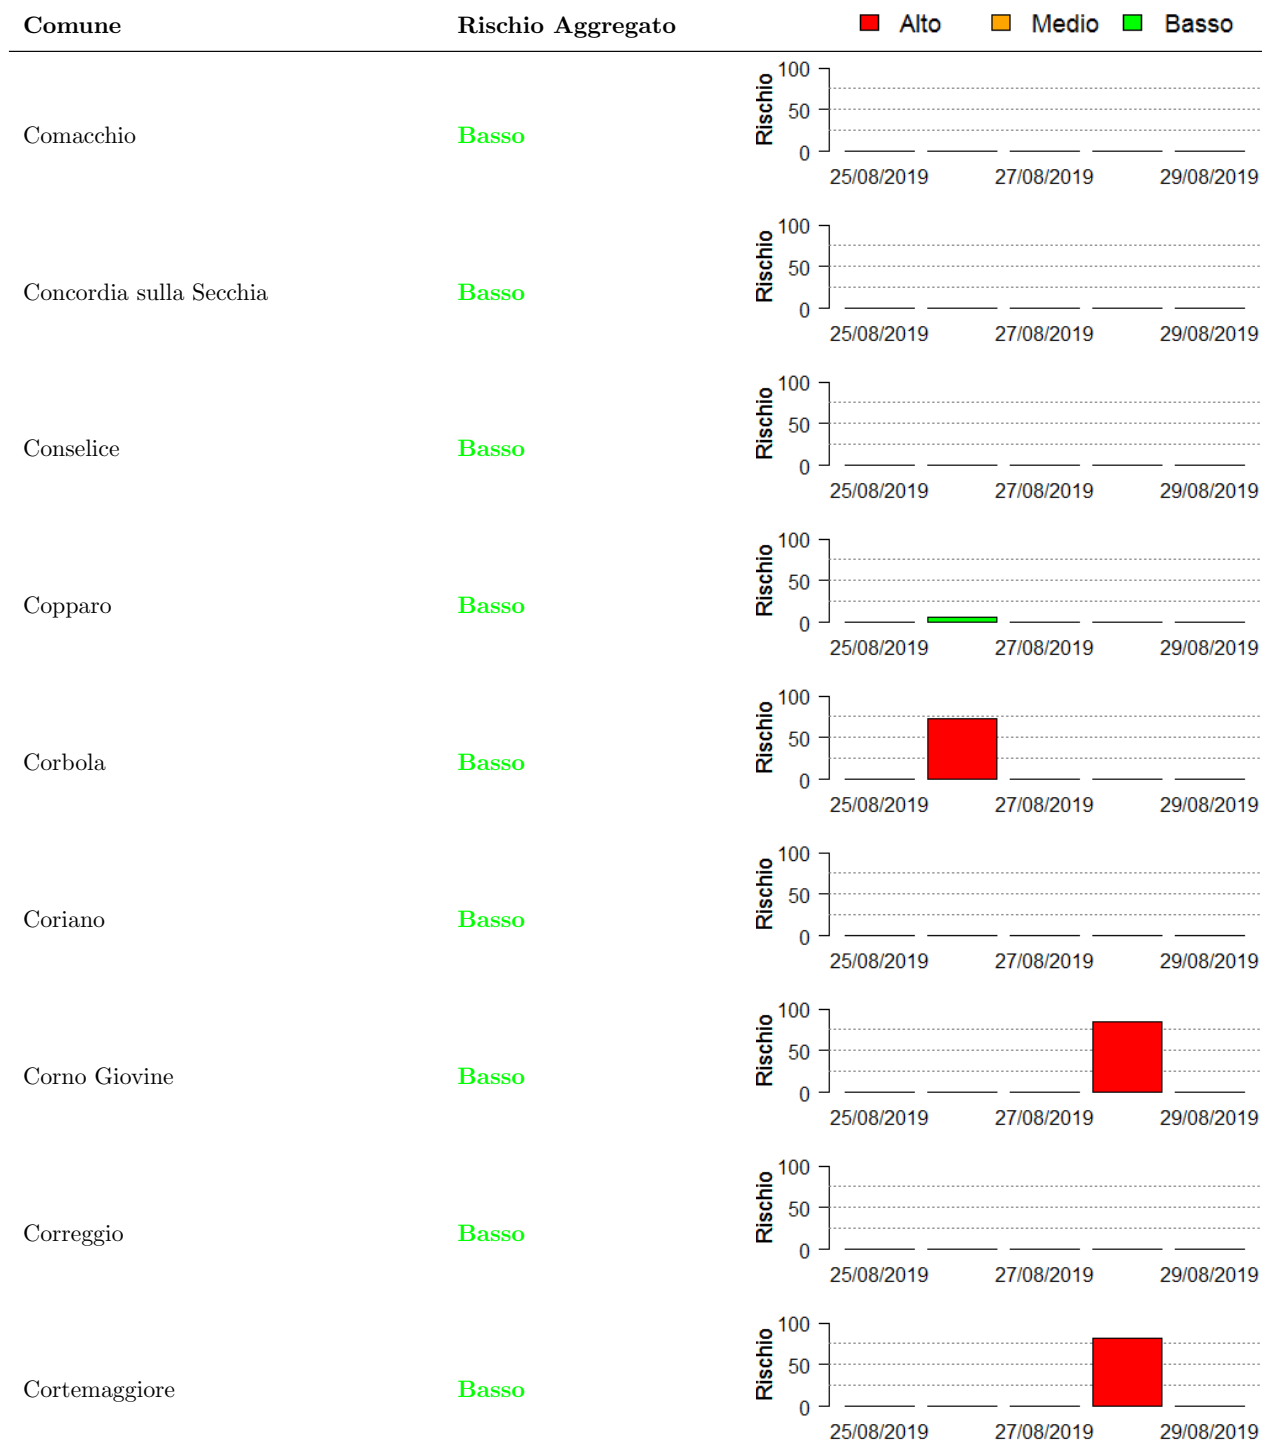 Comune Rischio Aggregato Alto Medio Basso
100
50
0
Rischio
Comacchio Basso
25/08/2019 27/08/2019 29/08/2019
100
50
0
Rischio
Concordia sulla Secchia Basso
25/08/2019 27/08/2019 29/08/2019
100
50
0
Rischio
Conselice Basso
25/08/2019 27/08/2019 29/08/2019
100
50
0
Rischio
Copparo Basso
25/08/2019 27/08/2019 29/08/2019
100
50
0
Rischio
Corbola Basso
25/08/2019 27/08/2019 29/08/2019
100
50
0
Rischio
Coriano Basso
25/08/2019 27/08/2019 29/08/2019
100
50
0
Rischio
Corno Giovine Basso
25/08/2019 27/08/2019 29/08/2019
100
50
0
Rischio
Correggio Basso
25/08/2019 27/08/2019 29/08/2019
100
50
0
Rischio
Cortemaggiore Basso
25/08/2019 27/08/2019 29/08/2019